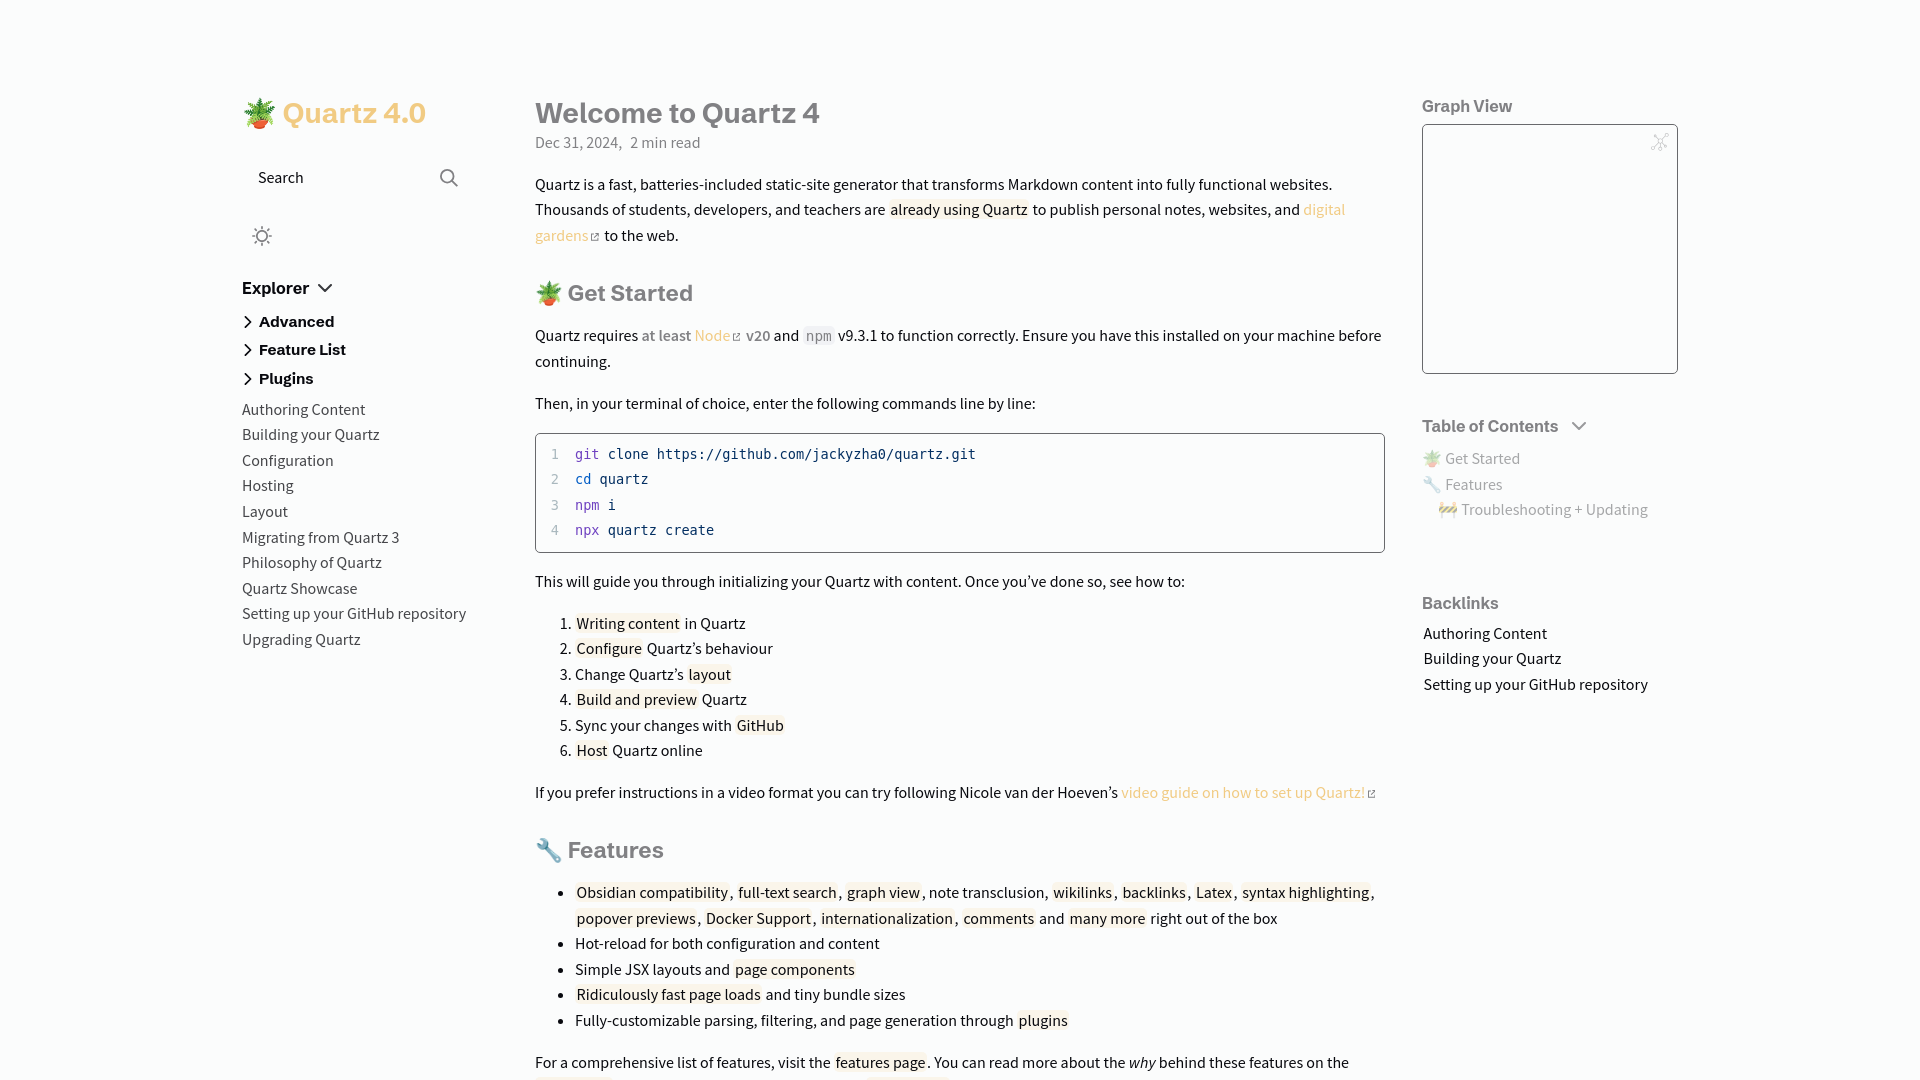 🪴 Quartz 4.0
Search
Explorer
Advanced
Feature List
Plugins
Authoring Content
Building your Quartz
Configuration
Hosting
Layout
Migrating from Quartz 3
Philosophy of Quartz
Quartz Showcase
Setting up your GitHub repository
Upgrading Quartz
Welcome to Quartz 4
Dec 31, 2024, 2 min read
Quartz is a fast, batteries-included static-site generator that transforms Markdown content into fully functional websites.
Thousands of students, developers, and teachers are already using Quartz to publish personal notes, websites, and digital
gardens to the web.
🪴 Get Started
Quartz requires at least Node v20 and npm v9.3.1 to function correctly. Ensure you have this installed on your machine before
continuing.
Then, in your terminal of choice, enter the following commands line by line:
1 git clone https://github.com/jackyzha0/quartz.git
2 cd quartz
3 npm i
4 npx quartz create
This will guide you through initializing your Quartz with content. Once you’ve done so, see how to:
1. Writing content in Quartz
2. Configure Quartz’s behaviour
3. Change Quartz’s layout
4. Build and preview Quartz
5. Sync your changes with GitHub
6. Host Quartz online
If you prefer instructions in a video format you can try following Nicole van der Hoeven’s video guide on how to set up Quartz!
🔧 Features
• Obsidian compatibility, full-text search, graph view, note transclusion, wikilinks, backlinks, Latex, syntax highlighting,
popover previews, Docker Support, internationalization, comments and many more right out of the box
• Hot-reload for both configuration and content
• Simple JSX layouts and page components
• Ridiculously fast page loads and tiny bundle sizes
• Fully-customizable parsing, filtering, and page generation through plugins
For a comprehensive list of features, visit the features page. You can read more about the why behind these features on the
Graph View
Table of Contents
🪴 Get Started
🔧 Features
🚧 Troubleshooting + Updating
Backlinks
Authoring Content
Building your Quartz
Setting up your GitHub repository